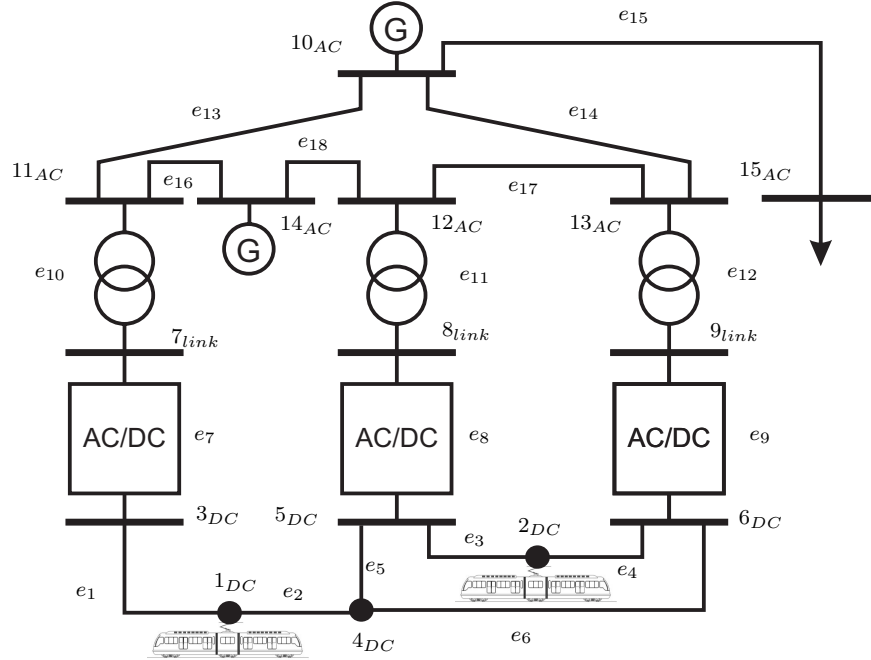 e15
G
10AC
e13
e14
e18
11AC
e16
e17
15AC
14AC
12AC
13AC
G
e10
e11
e12
7link
8link
9link
AC/DC
e7
AC/DC
e8
AC/DC
e9
3DC
5DC
2DC
6DC
e3
e5
e4
e1
1DC
e2
4DC
e6